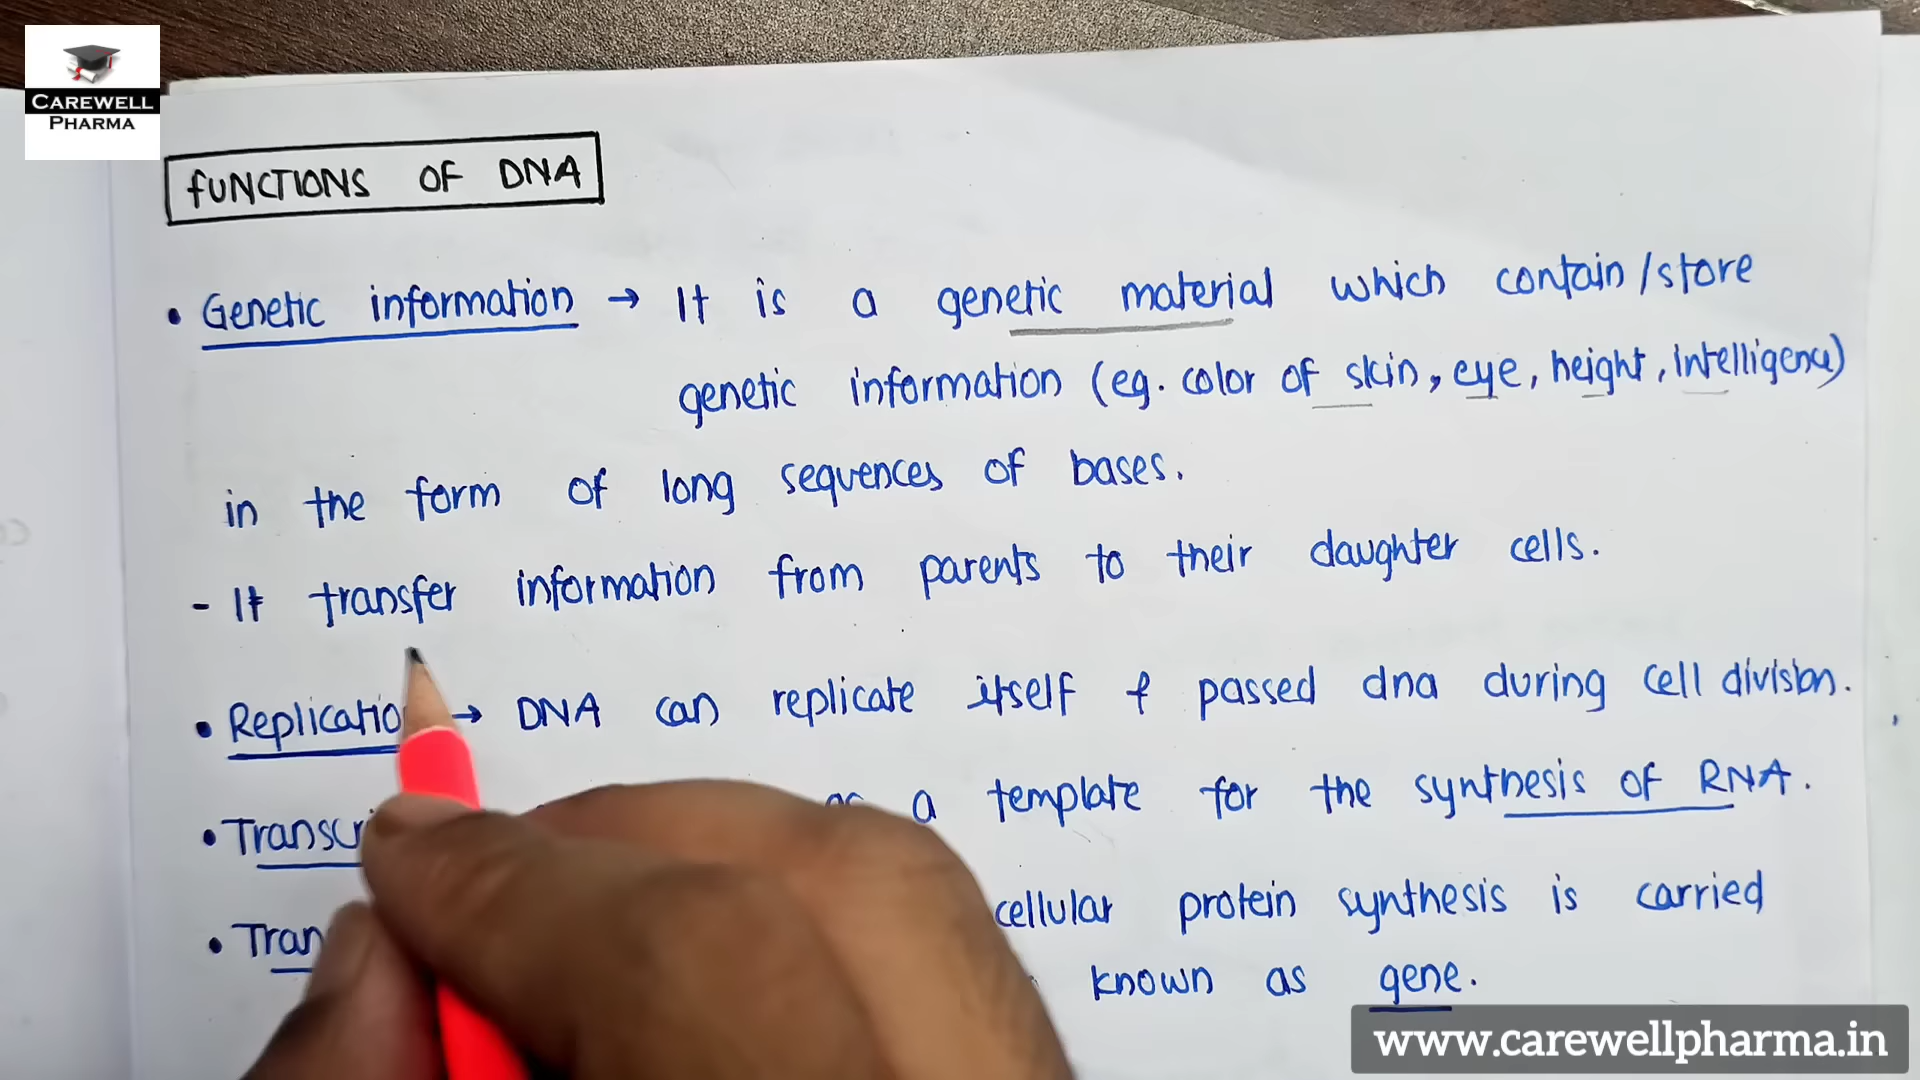 CAREWELL
PHARMA
FUNCTIONS OF DNA
• Genetic information → It is a genetic material which contain/store
genetic information (eg. color of skin, eye, height, intelligence)
in the form of long sequences of bases.
- It transfer information from parents to their daughter cells.
• Replication → DNA can replicate itself & passed dna during cell division.
• as a template for the synthesis of RNA.
• cellular protein synthesis is carried
known as gene.
www.carewellpharma.in